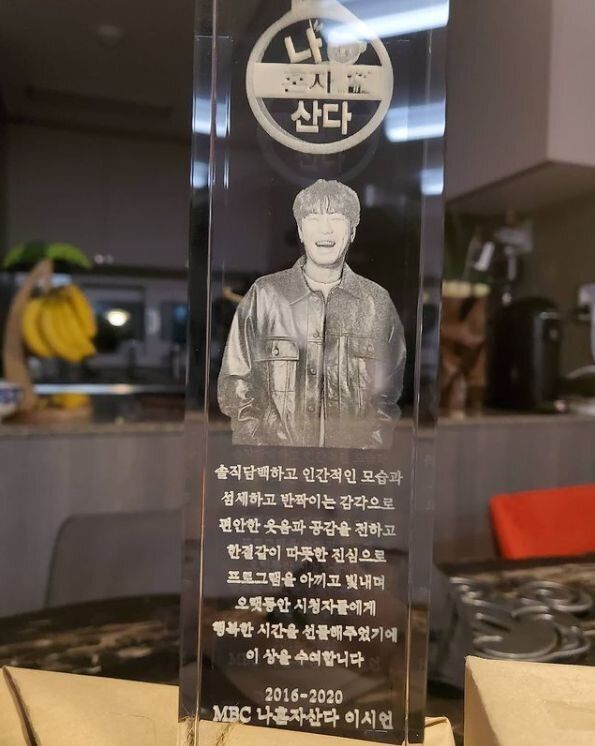 나
혼자
산다
솔직담백하고 인간적인 모습과
섬세하고 반짝이는 감각으로
편안한 웃음과 공감을 전하고
한결같이 따뜻한 진심으로
프로그램을 아끼고 빛내며
오랫동안 시청자들에게
행복한 시간을 선물해주었기에
이 상을 수여합니다
2016-2020
MBC 나혼자산다 이시언